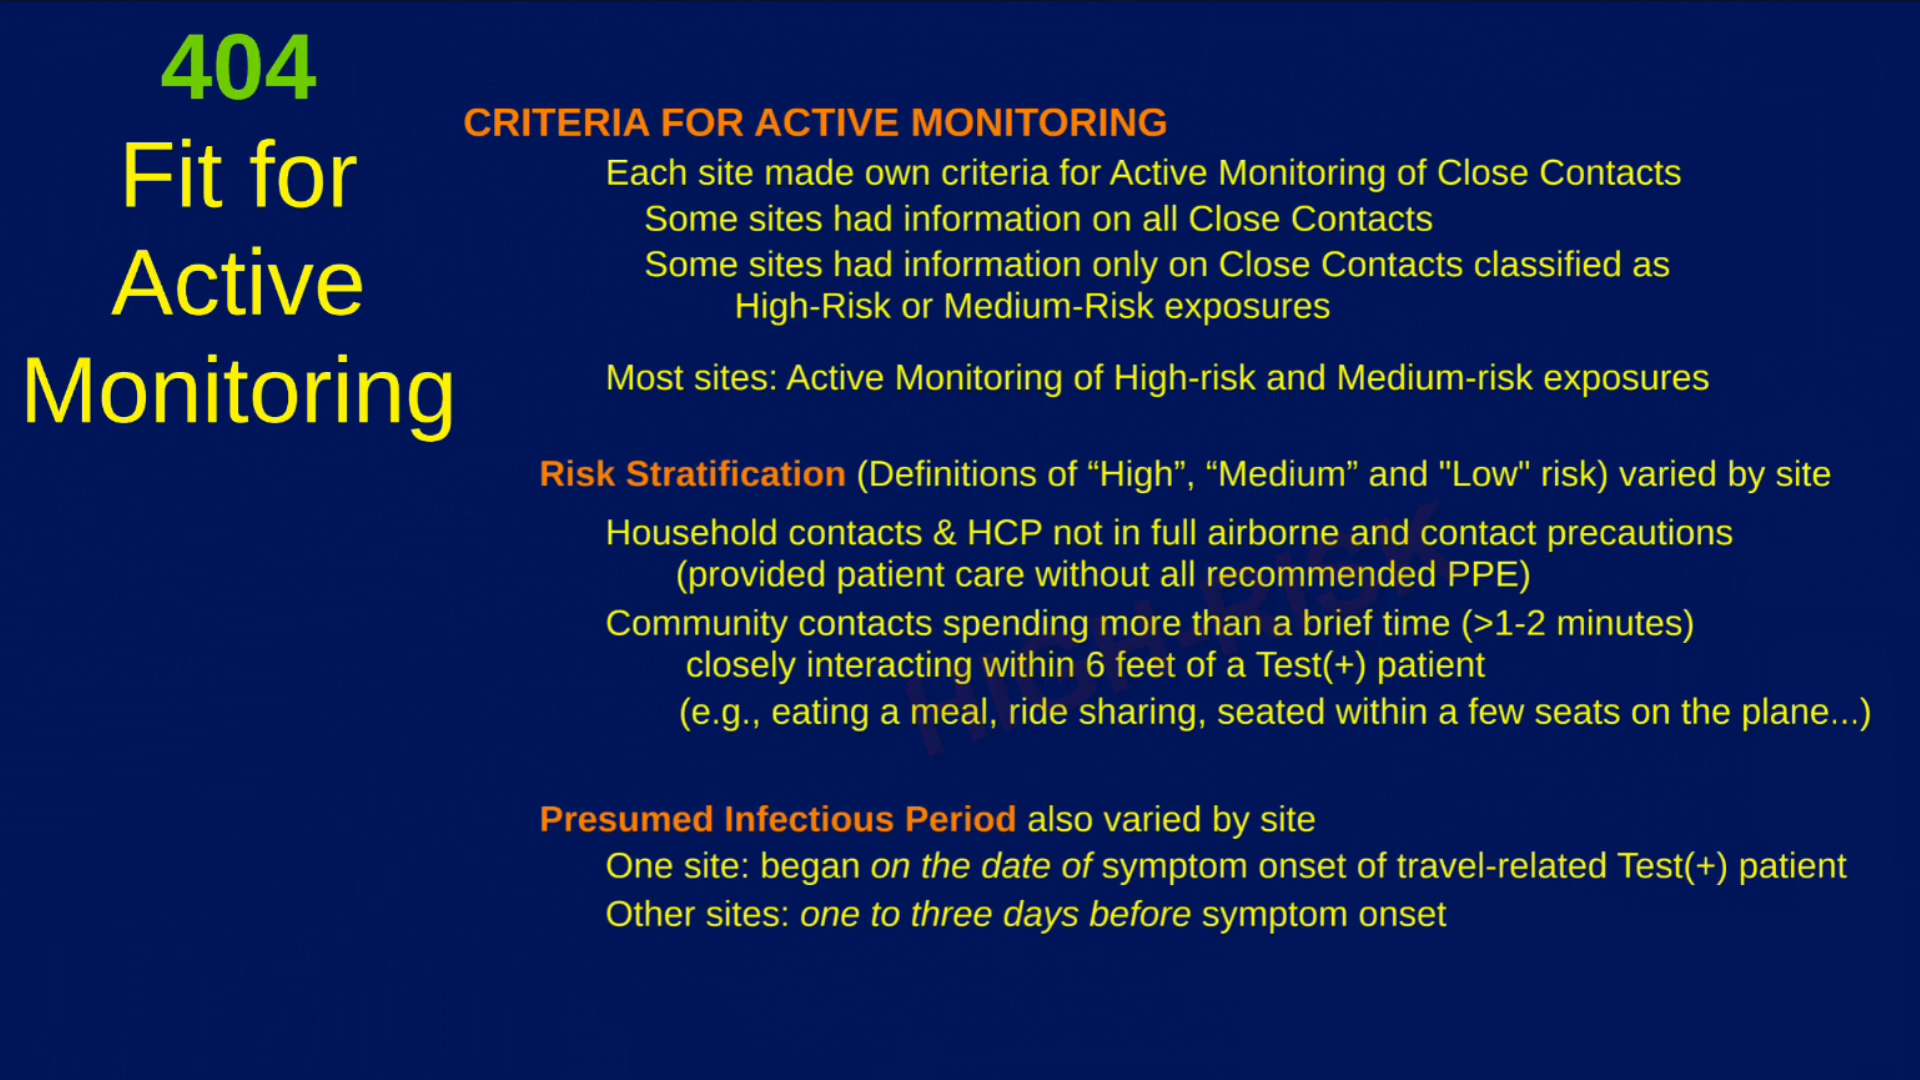 404
Fit for
Active
Monitoring
CRITERIA FOR ACTIVE MONITORING
Each site made own criteria for Active Monitoring of Close Contacts
Some sites had information on all Close Contacts
Some sites had information only on Close Contacts classified as
High-Risk or Medium-Risk exposures
Most sites: Active Monitoring of High-risk and Medium-risk exposures
Risk Stratification (Definitions of “High”, “Medium” and "Low" risk) varied by site
Household contacts & HCP not in full airborne and contact precautions
(provided patient care without all recommended PPE)
Community contacts spending more than a brief time (>1-2 minutes)
closely interacting within 6 feet of a Test(+) patient
(e.g., eating a meal, ride sharing, seated within a few seats on the plane...)
HIGH-RISK
Presumed Infectious Period also varied by site
One site: began on the date of symptom onset of travel-related Test(+) patient
Other sites: one to three days before symptom onset